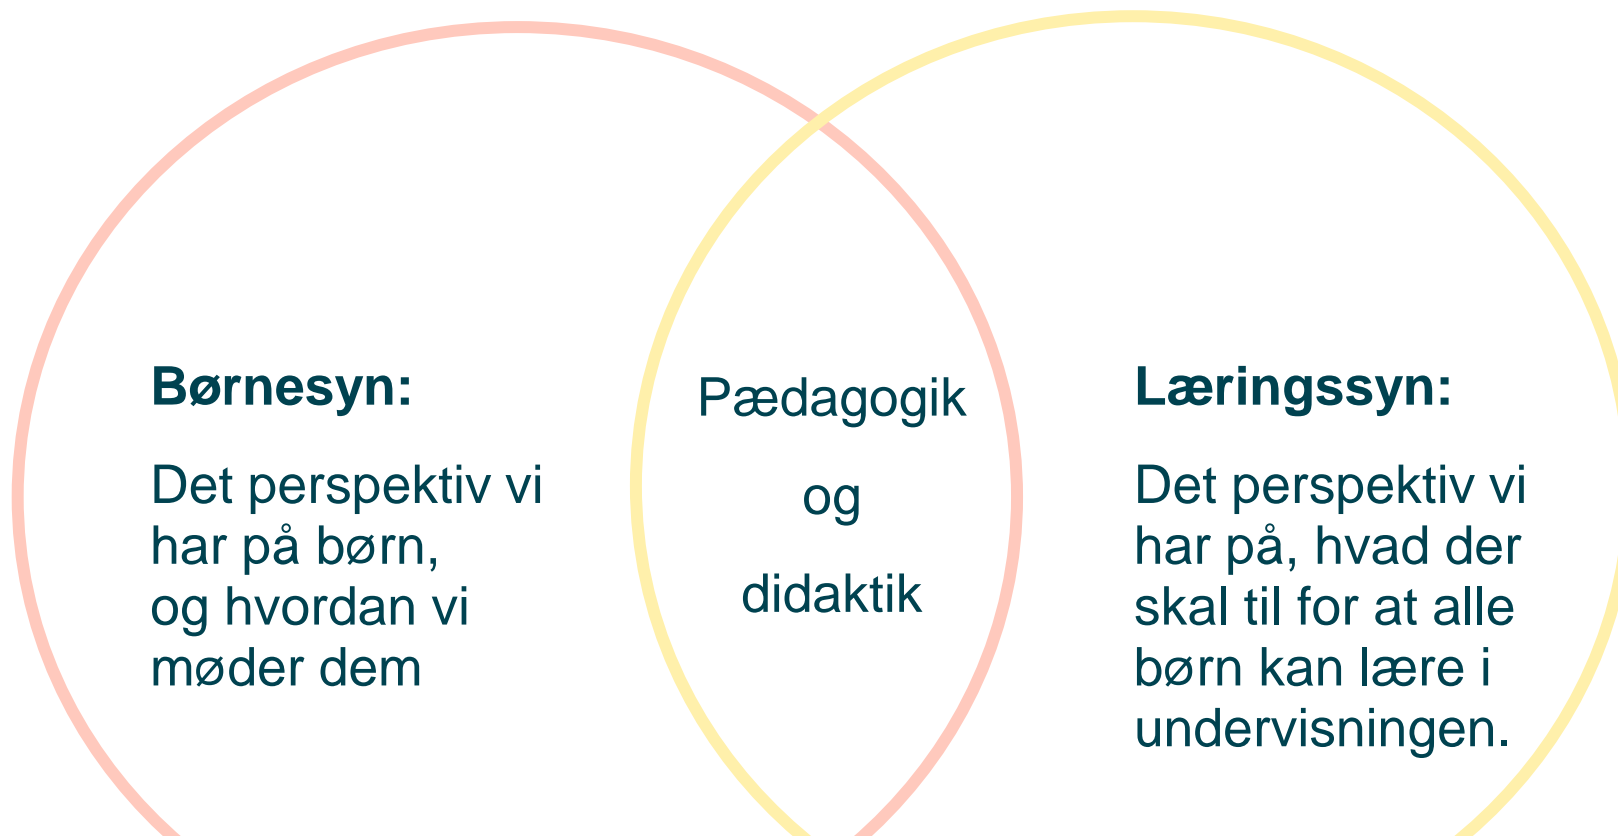 Børnesyn:
Det perspektiv vi
har på børn,
og hvordan vi
møder dem
Pædagogik
og
didaktik
Læringssyn:
Det perspektiv vi
har på, hvad der
skal til for at alle
børn kan lære i
undervisningen.